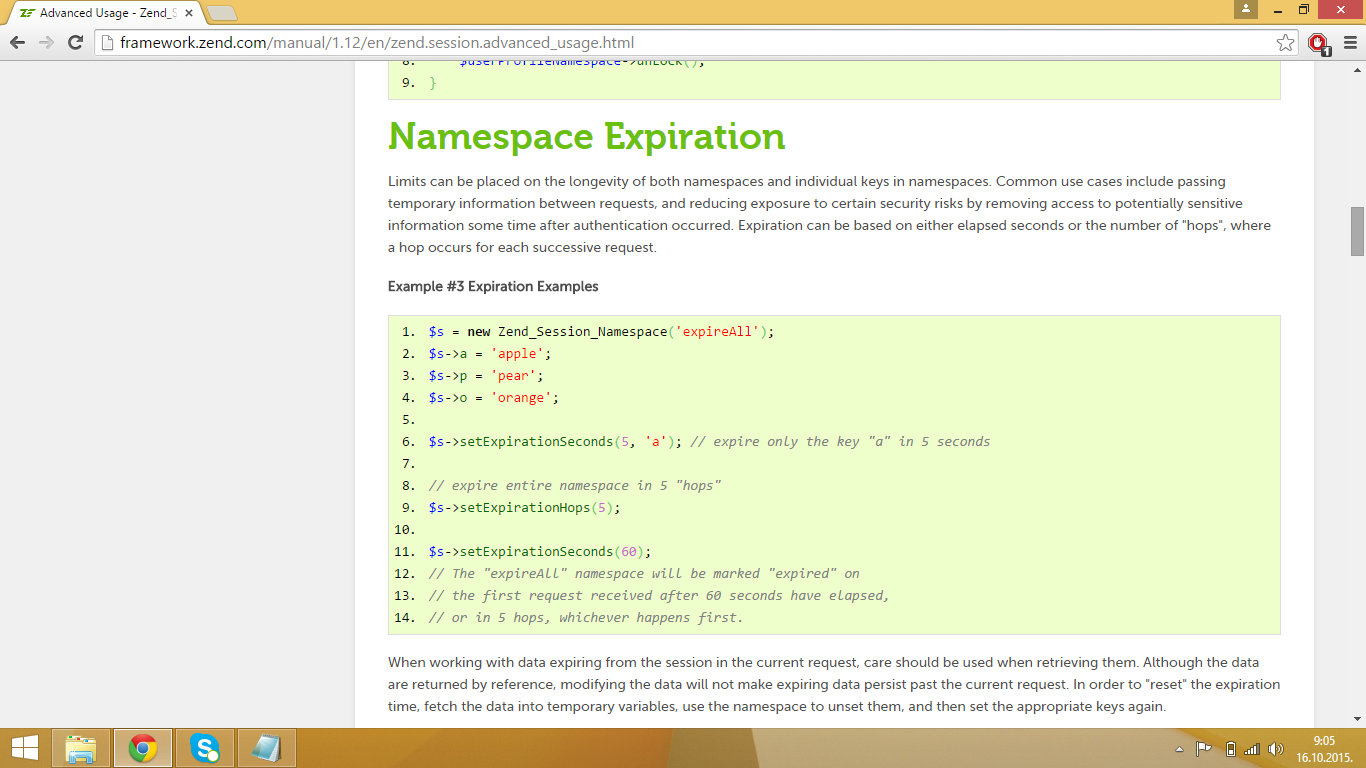 Advanced Usage - Zend_S
framework.zend.com/manual/1.12/en/zend.session.advanced_usage.html
1
8. $userProfileNamespace->unLock();
9. }
Namespace Expiration
Limits can be placed on the longevity of both namespaces and individual keys in namespaces. Common use cases include passing
temporary information between requests, and reducing exposure to certain security risks by removing access to potentially sensitive
information some time after authentication occurred. Expiration can be based on either elapsed seconds or the number of "hops", where
a hop occurs for each successive request.
Example #3 Expiration Examples
1. $s = new Zend_Session_Namespace('expireAll');
2. $s->a = 'apple';
3. $s->p = 'pear';
4. $s->o = 'orange';
5.
6. $s->setExpirationSeconds(5, 'a'); // expire only the key "a" in 5 seconds
7.
8. // expire entire namespace in 5 "hops"
9. $s->setExpirationHops(5);
10.
11. $s->setExpirationSeconds(60);
12. // The "expireAll" namespace will be marked "expired" on
13. // the first request received after 60 seconds have elapsed,
14. // or in 5 hops, whichever happens first.
When working with data expiring from the session in the current request, care should be used when retrieving them. Although the data
are returned by reference, modifying the data will not make expiring data persist past the current request. In order to "reset" the expiration
time, fetch the data into temporary variables, use the namespace to unset them, and then set the appropriate keys again.
9:05
16.10.2015.